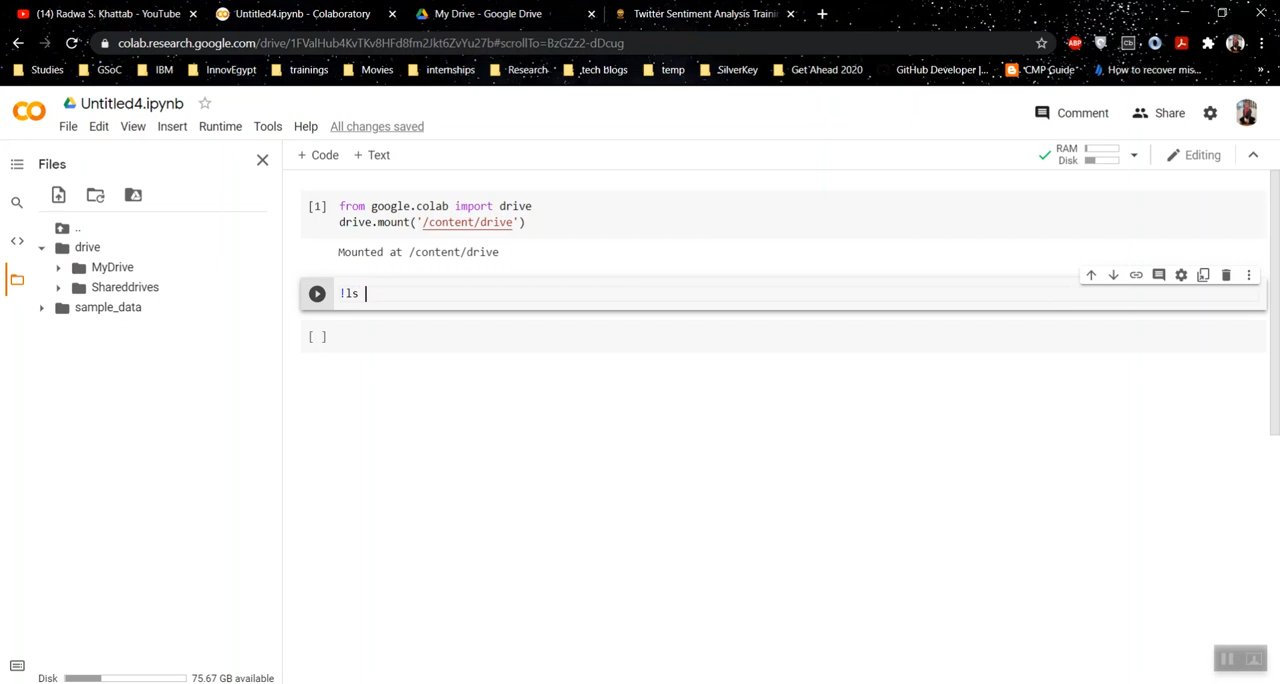 (14) Radwa S. Khattab - YouTube
Untitled4.ipynb - Colaboratory
My Drive - Google Drive
Twitter Sentiment Analysis Traini
colab.research.google.com/drive/1FValHub4KvTKv8HFd8fm2Jkt6ZvYu27b#scrollTo=BzGZz2-dDcug
Studies GSoC IBM InnovEgypt trainings Movies internships Research tech blogs temp SilverKey Get Ahead 2020 GitHub Developer |... "CMP Guide" How to recover mis...
Untitled4.ipynb
Comment Share
File Edit View Insert Runtime Tools Help All changes saved
Files
+ Code + Text
RAM
Disk
Editing
..
drive
MyDrive
Shareddrives
sample_data
[1] from google.colab import drive
drive.mount('/content/drive')
Mounted at /content/drive
!ls
[ ]
Disk 75.67 GB available